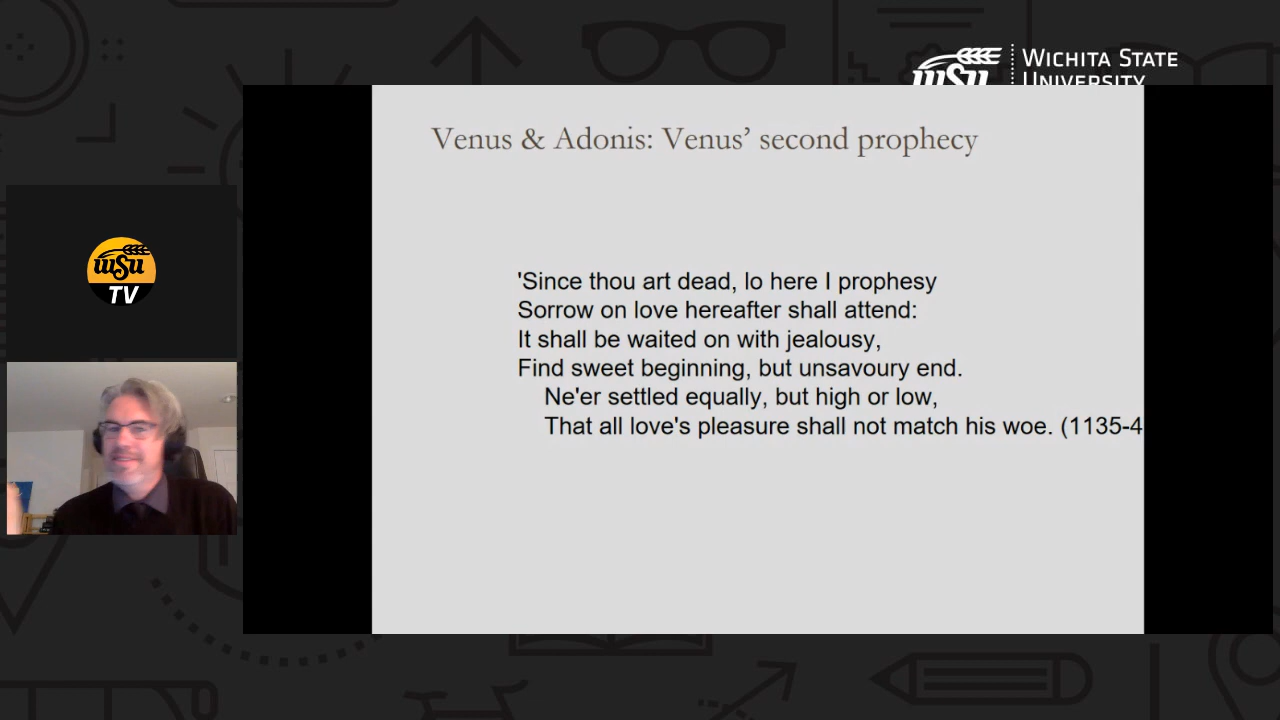 WSU
WICHITA STATE
UNIVERSITY
Venus & Adonis: Venus’ second prophecy
WSU
TV
'Since thou art dead, lo here I prophesy
Sorrow on love hereafter shall attend:
It shall be waited on with jealousy,
Find sweet beginning, but unsavoury end.
Ne'er settled equally, but high or low,
That all love's pleasure shall not match his woe. (1135-4